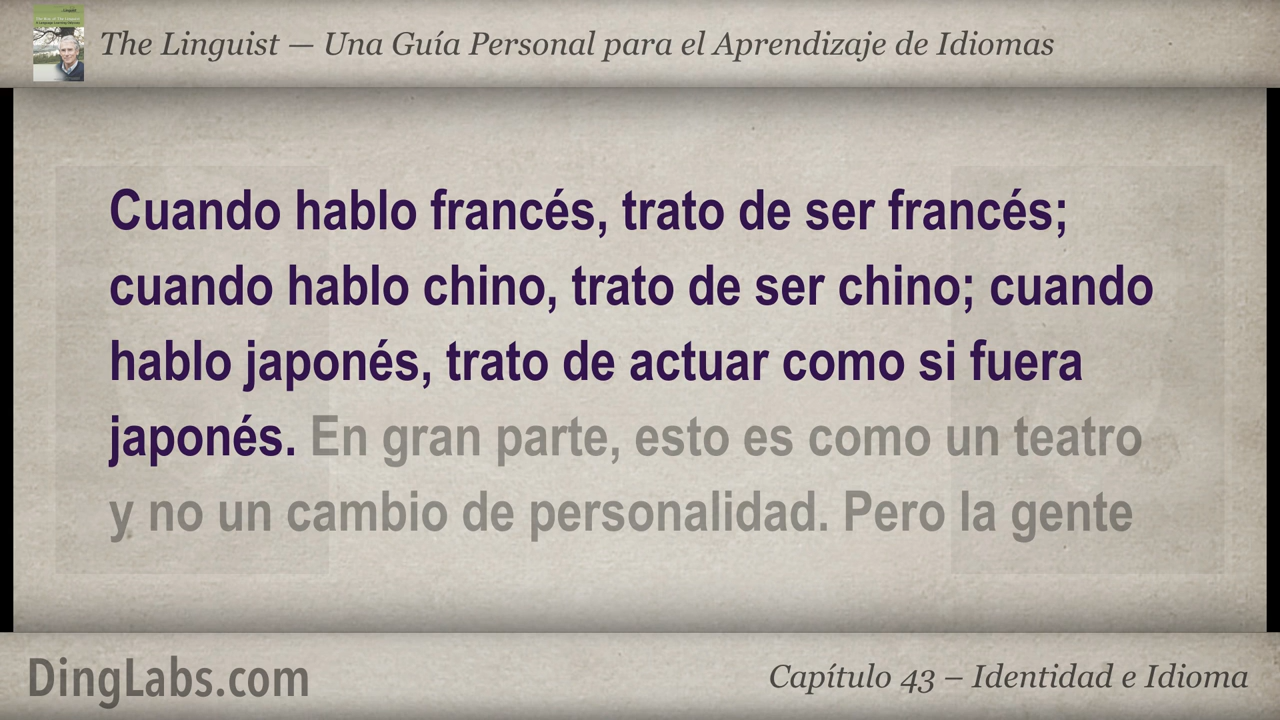 The Linguist — Una Guía Personal para el Aprendizaje de Idiomas
Cuando hablo francés, trato de ser francés;
cuando hablo chino, trato de ser chino; cuando
hablo japonés, trato de actuar como si fuera
japonés. En gran parte, esto es como un teatro
y no un cambio de personalidad. Pero la gente
DingLabs.com
Capítulo 43 – Identidad e Idioma